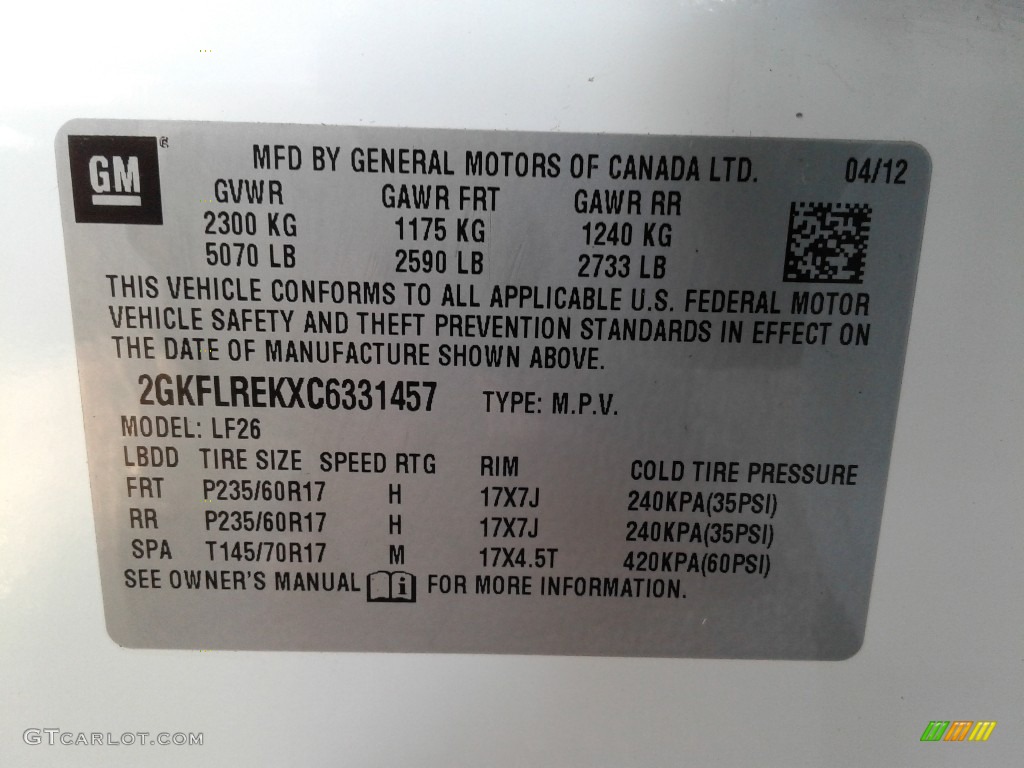 GM ® MFD BY GENERAL MOTORS OF CANADA LTD. 04/12
GVWR GAWR FRT GAWR RR
2300 KG 1175 KG 1240 KG
5070 LB 2590 LB 2733 LB
THIS VEHICLE CONFORMS TO ALL APPLICABLE U.S. FEDERAL MOTOR
VEHICLE SAFETY AND THEFT PREVENTION STANDARDS IN EFFECT ON
THE DATE OF MANUFACTURE SHOWN ABOVE.
2GKFLREKXC6331457 TYPE: M.P.V.
MODEL: LF26
LBDD TIRE SIZE SPEED RTG RIM COLD TIRE PRESSURE
FRT P235/60R17 H 17X7J 240KPA(35PSI)
RR P235/60R17 H 17X7J 240KPA(35PSI)
SPA T145/70R17 M 17X4.5T 420KPA(60PSI)
SEE OWNER'S MANUAL i FOR MORE INFORMATION.
GTCARLOT.COM